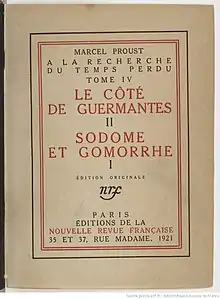 MARCEL PROUST
A LA RECHERCHE
DU TEMPS PERDU
TOME IV
LE CÔTÉ
DE GUERMANTES
II
SODOME
ET GOMORRHE
I
ÉDITION ORIGINALE
nrf
PARIS
ÉDITIONS DE LA
NOUVELLE REVUE FRANÇAISE
35 ET 37, RUE MADAME, 1921